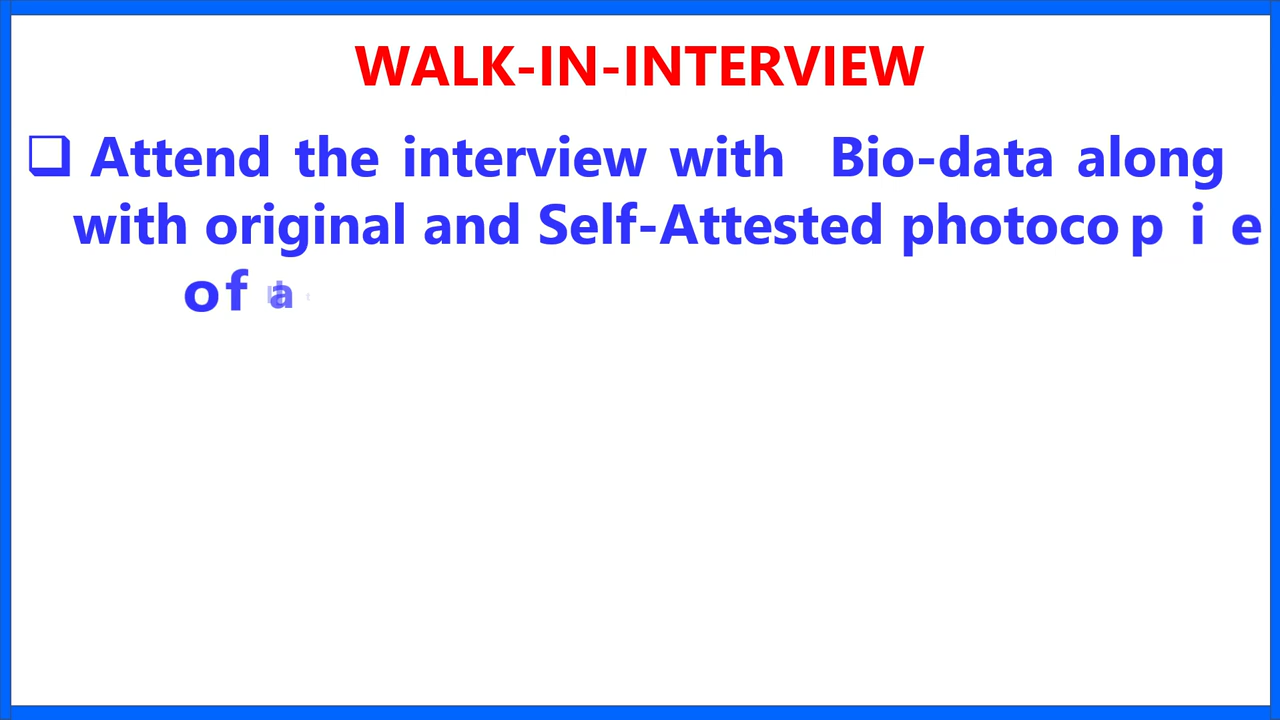 WALK-IN-INTERVIEW
❑ Attend the interview with Bio-data along
with original and Self-Attested photocopie
of a